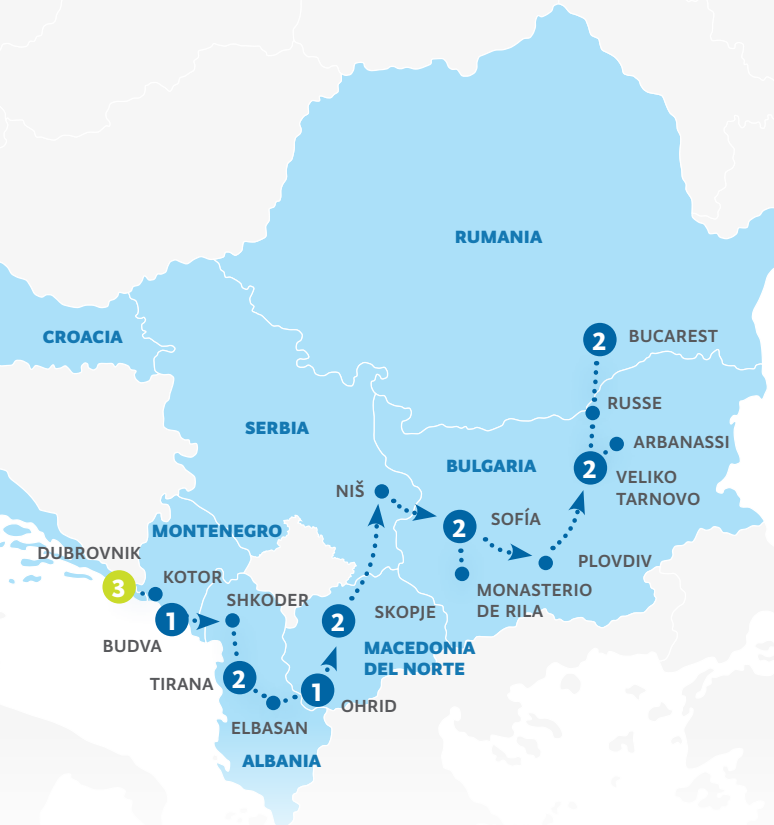 RUMANIA
CROACIA
2
BUCAREST
RUSSE
SERBIA
ARBANASSI
BULGARIA
2
VELIKO
TARNOVO
NIŠ
2
SOFÍA
MONTENEGRO
DUBROVNIK
3
KOTOR
PLOVDIV
MONASTERIO
DE RILA
SHKODER
1
2
SKOPJE
BUDVA
MACEDONIA
DEL NORTE
TIRANA
2
1
OHRID
ELBASAN
ALBANIA